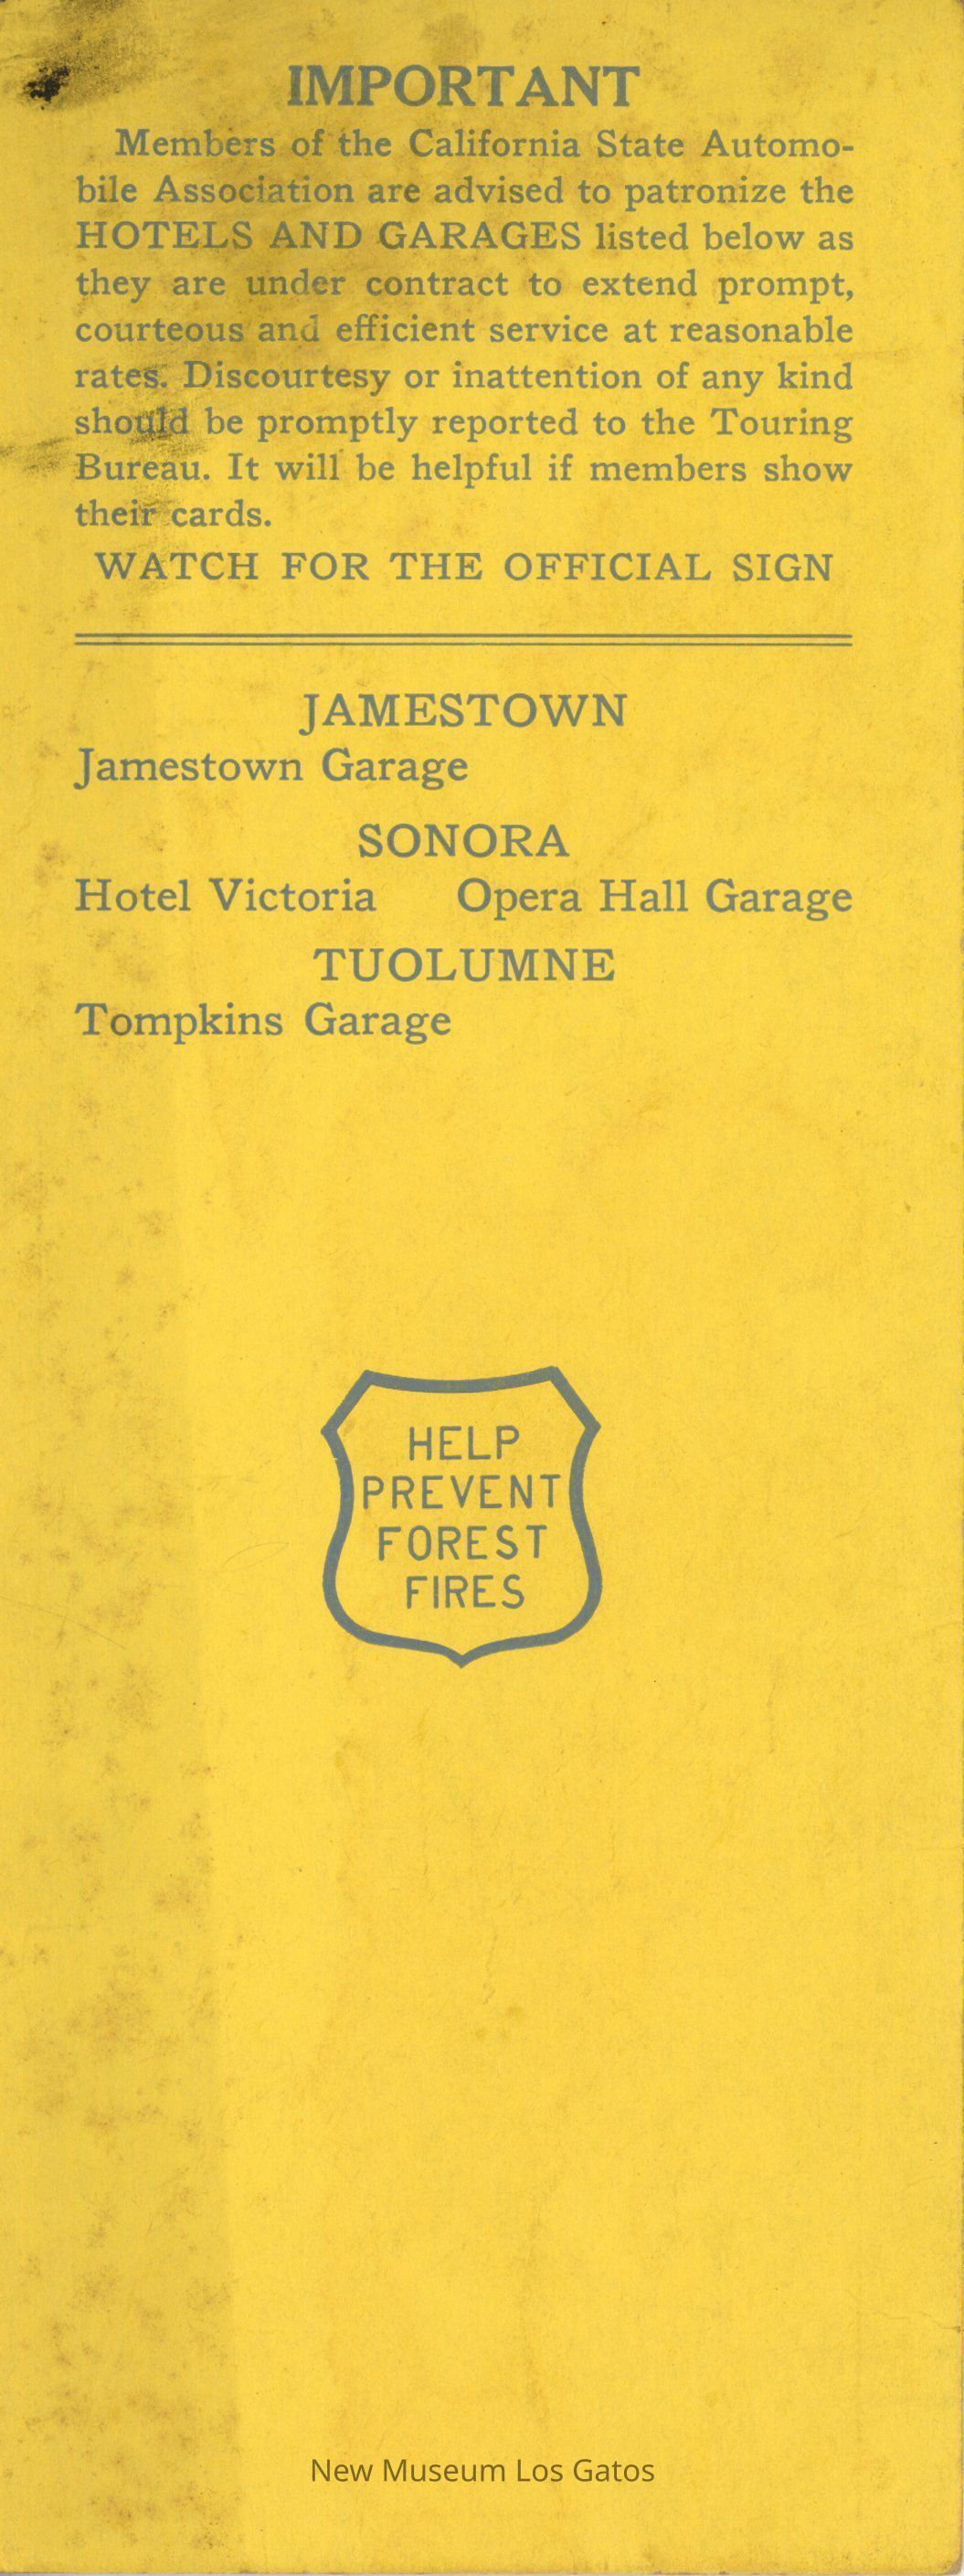 IMPORTANT
Members of the California State Automo-
bile Association are advised to patronize the
HOTELS AND GARAGES listed below as
they are under contract to extend prompt,
courteous and efficient service at reasonable
rates. Discourtesy or inattention of any kind
should be promptly reported to the Touring
Bureau. It will be helpful if members show
their cards.
WATCH FOR THE OFFICIAL SIGN
JAMESTOWN
Jamestown Garage
SONORA
Hotel Victoria Opera Hall Garage
TUOLUMNE
Tompkins Garage
HELP
PREVENT
FOREST
FIRES
New Museum Los Gatos